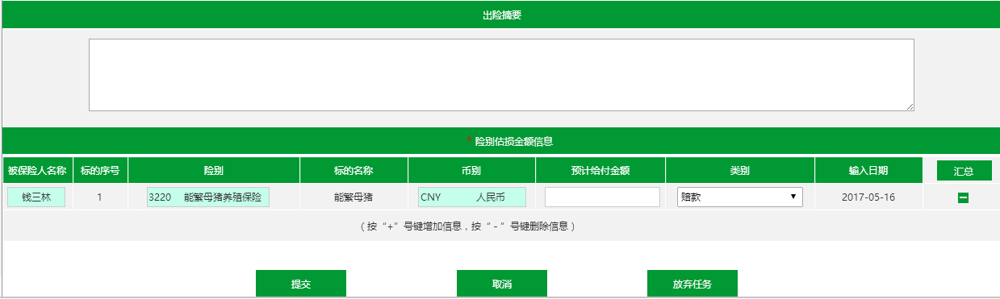 出险摘要
* 险别估损金额信息
被保险人名称 标的序号 险别 标的名称 币别 预计给付金额 类别 输入日期 汇总
钱三林 1 3220 能繁母猪养殖保险 能繁母猪 CNY 人民币 赔款 2017-05-16
（按“+”号键增加信息，按“-”号键删除信息）
提交 取消 放弃任务